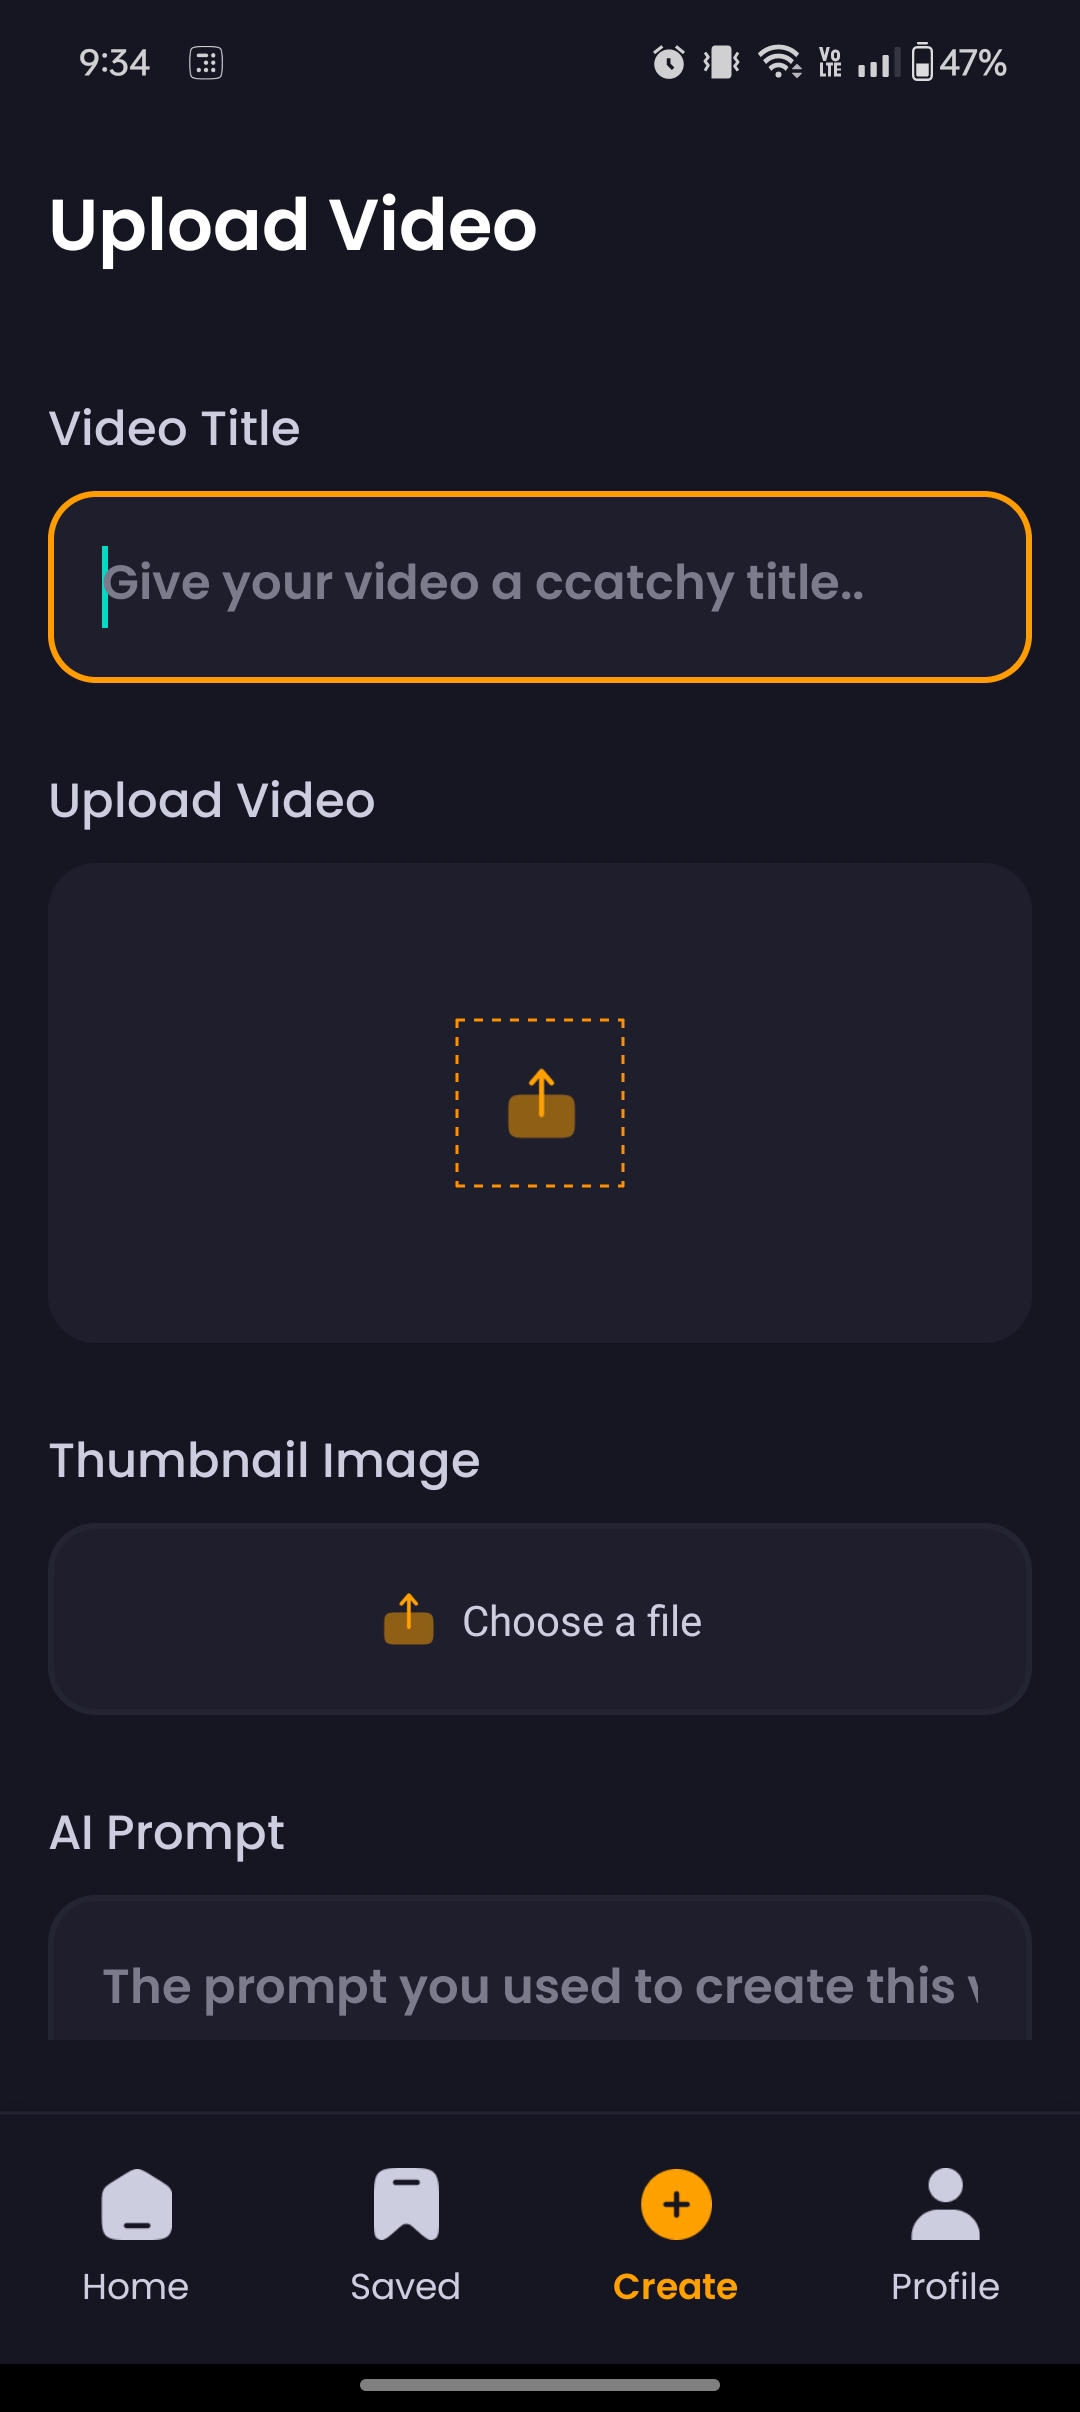 9:34
Vo LTE
47%
Upload Video
Video Title
Give your video a ccatchy title..
Upload Video
Thumbnail Image
Choose a file
AI Prompt
The prompt you used to create this
Home
Saved
Create
Profile